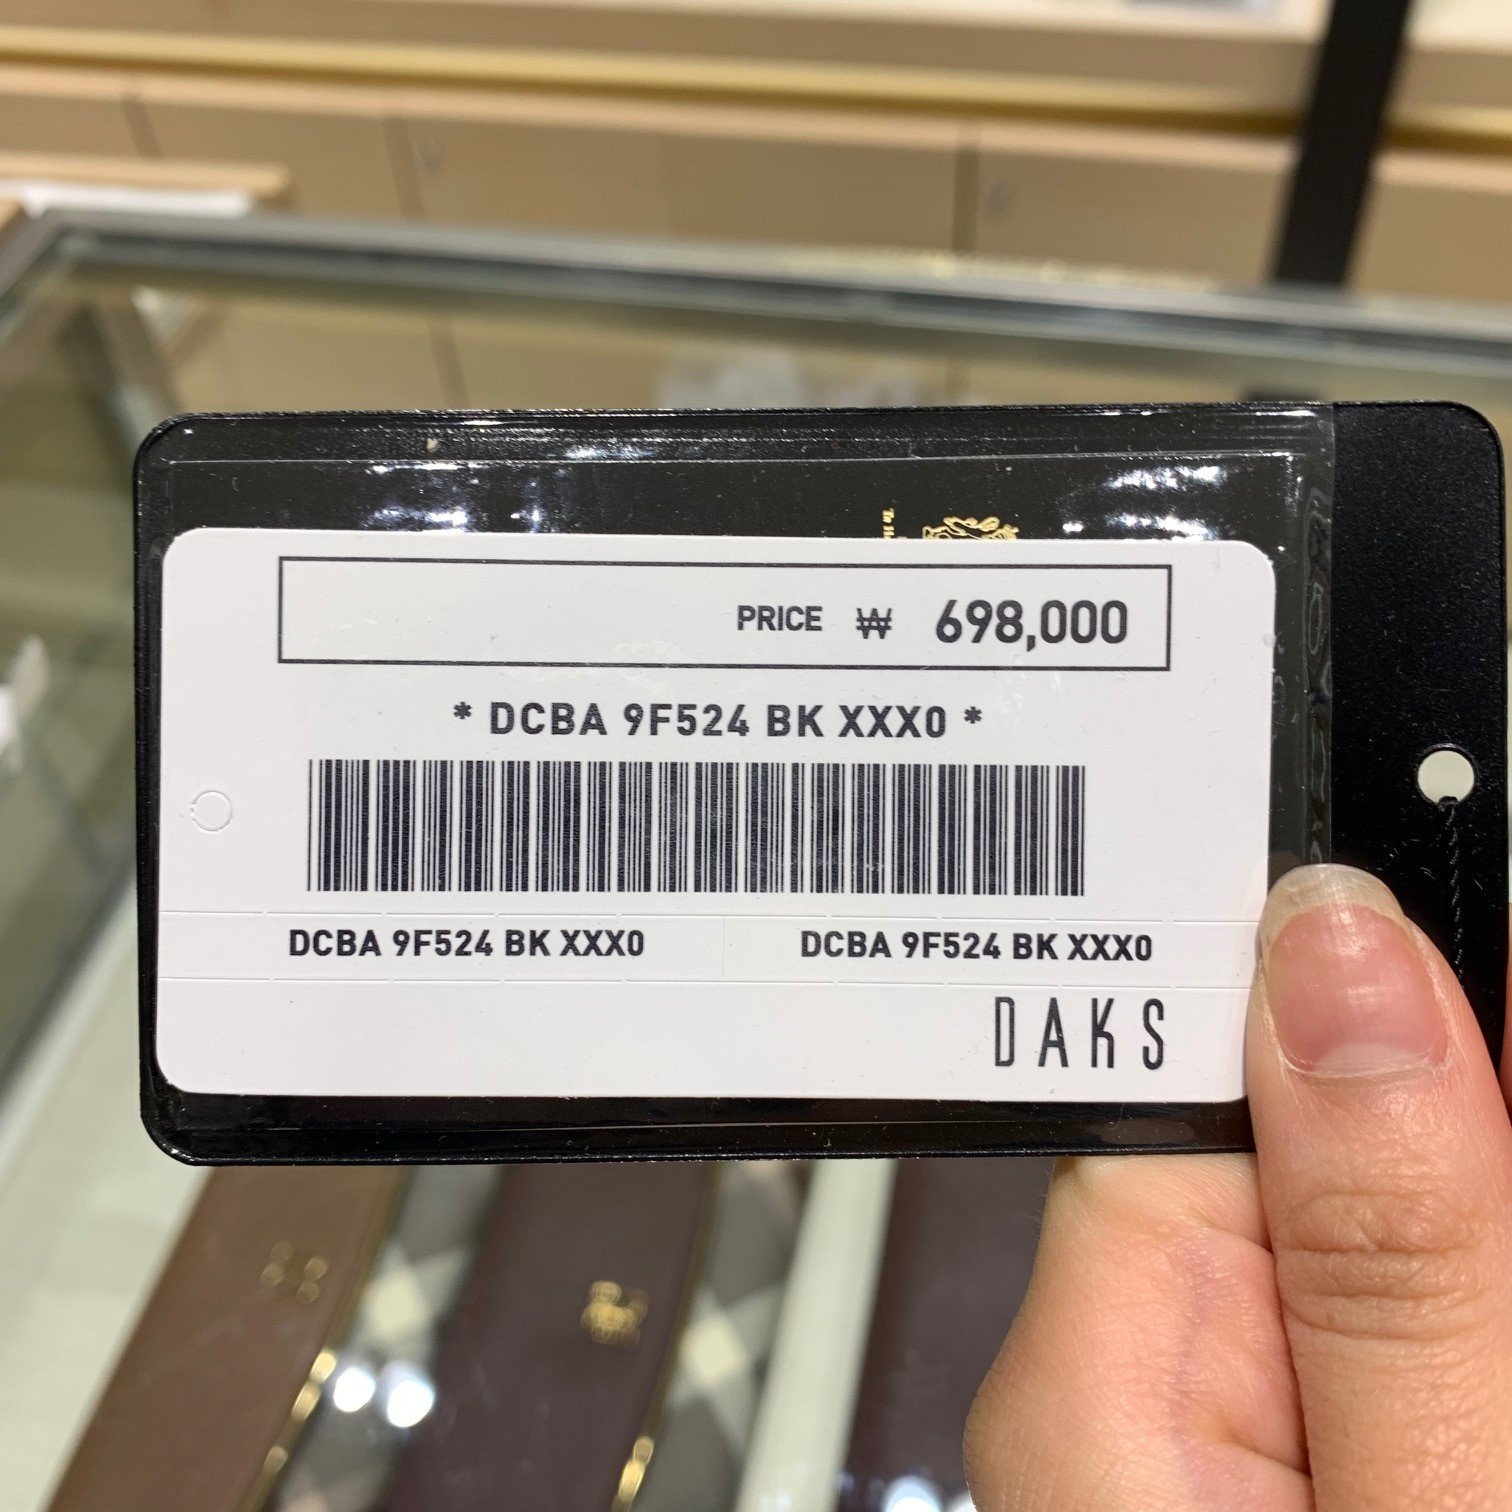 PRICE ₩ 698,000
* DCBA 9F524 BK XXX0 *
DCBA 9F524 BK XXX0 DCBA 9F524 BK XXX0
DAKS